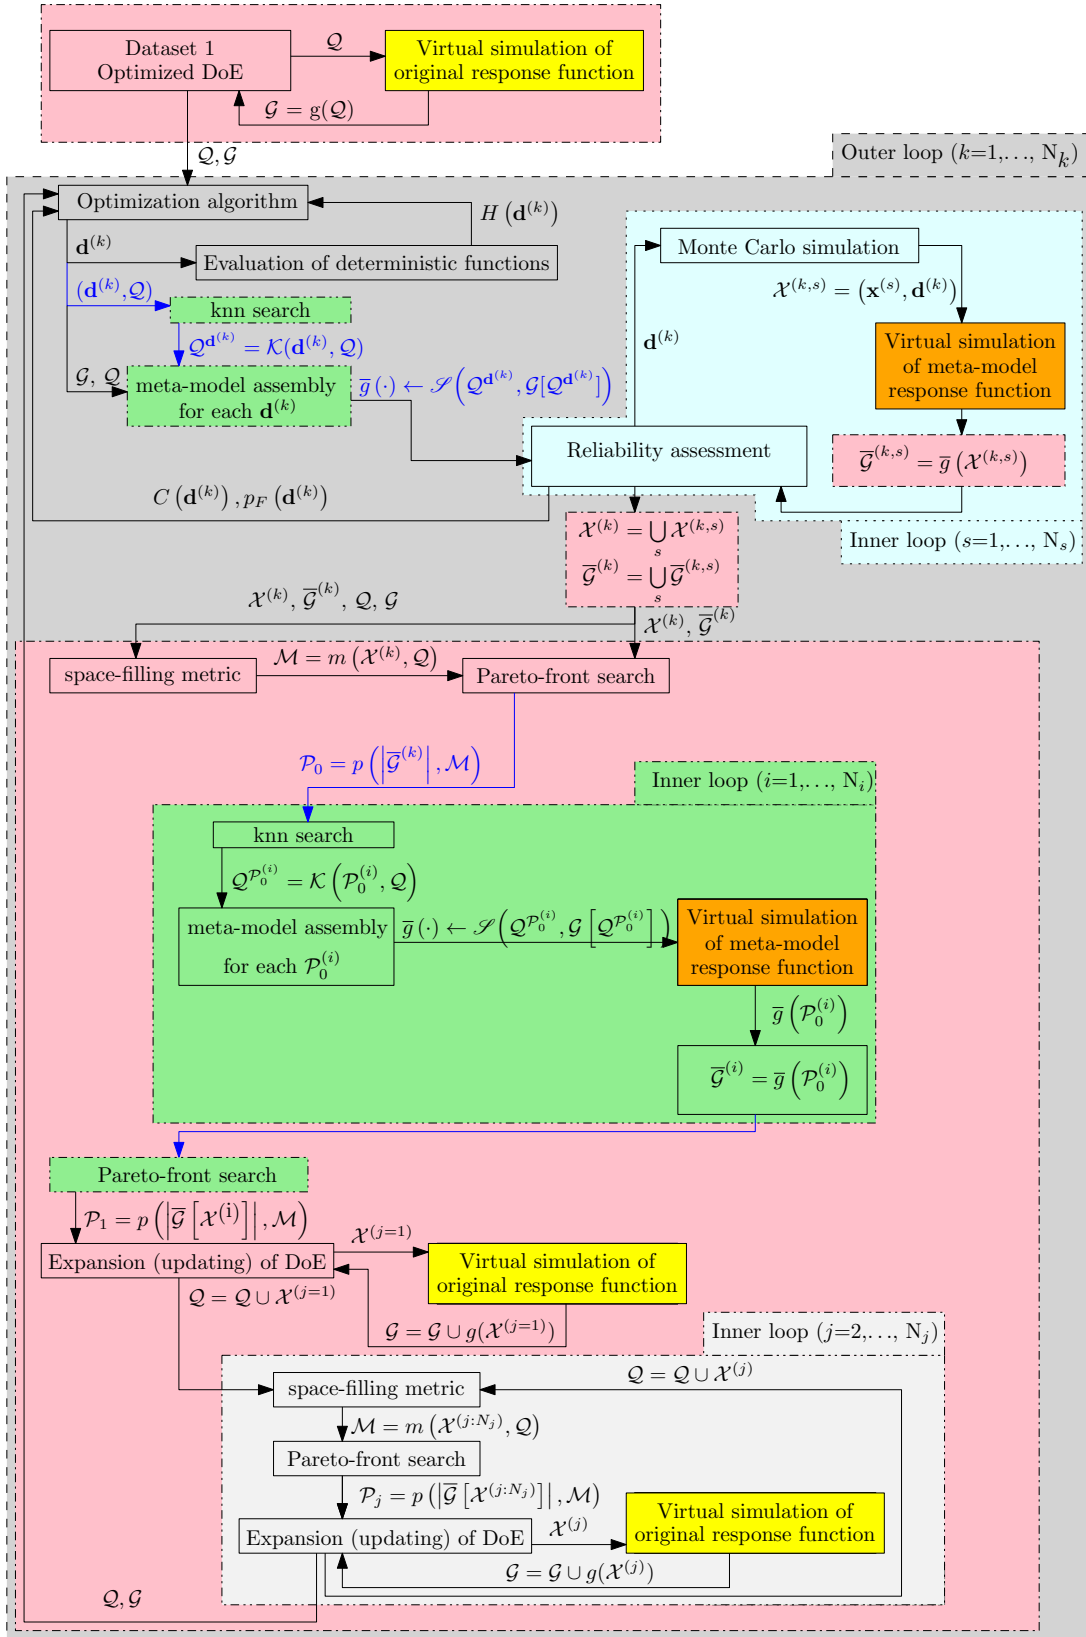 Dataset 1
Optimized DoE
𝒬
Virtual simulation of
original response function
𝒢 = g(𝒬)
𝒬, 𝒢
Outer loop (k=1,…, N_k)
Optimization algorithm
H (𝐝^(k))
𝐝^(k)
Evaluation of deterministic functions
(𝐝^(k),𝒬)
knn search
𝒬^𝐝^(k) = 𝒦(𝐝^(k), 𝒬)
𝒢, 𝒬
meta-model assembly
for each 𝐝^(k)
g̅ (·) ← 𝒮(𝒬^𝐝^(k), 𝒢[𝒬^𝐝^(k)])
Monte Carlo simulation
𝒳^(k,s) = (𝐱^(s), 𝐝^(k))
𝐝^(k)
Virtual simulation
of meta-model
response function
Reliability assessment
𝒢̅^(k,s) = g̅ (𝒳^(k,s))
C (𝐝^(k)) , p_F (𝐝^(k))
Inner loop (s=1,…, N_s)
𝒳^(k) = ⋃_s 𝒳^(k,s)
𝒢̅^(k) = ⋃_s 𝒢̅^(k,s)
𝒳^(k), 𝒢̅^(k), 𝒬, 𝒢
𝒳^(k), 𝒢̅^(k)
space-filling metric
ℳ = m (𝒳^(k), 𝒬)
Pareto-front search
𝒫_0 = p (|𝒢̅^(k)| , ℳ)
Inner loop (i=1,…, N_i)
knn search
𝒬^𝒫_0^(i) = 𝒦 (𝒫_0^(i), 𝒬)
meta-model assembly
for each 𝒫_0^(i)
g̅ (·) ← 𝒮(𝒬^𝒫_0^(i), 𝒢 [𝒬^𝒫_0^(i)])
Virtual simulation
of meta-model
response function
g̅ (𝒫_0^(i))
𝒢̅^(i) = g̅ (𝒫_0^(i))
Pareto-front search
𝒫_1 = p (|𝒢̅ [𝒳^(i)]| , ℳ)
Expansion (updating) of DoE
𝒳^(j=1)
Virtual simulation of
original response function
𝒬 = 𝒬 ∪ 𝒳^(j=1)
𝒢 = 𝒢 ∪ g(𝒳^(j=1))
Inner loop (j=2,…, N_j)
𝒬 = 𝒬 ∪ 𝒳^(j)
space-filling metric
ℳ = m (𝒳^(j:N_j), 𝒬)
Pareto-front search
𝒫_j = p (|𝒢̅ [𝒳^(j:N_j)]| , ℳ)
Expansion (updating) of DoE
𝒳^(j)
Virtual simulation of
original response function
𝒢 = 𝒢 ∪ g(𝒳^(j))
𝒬, 𝒢